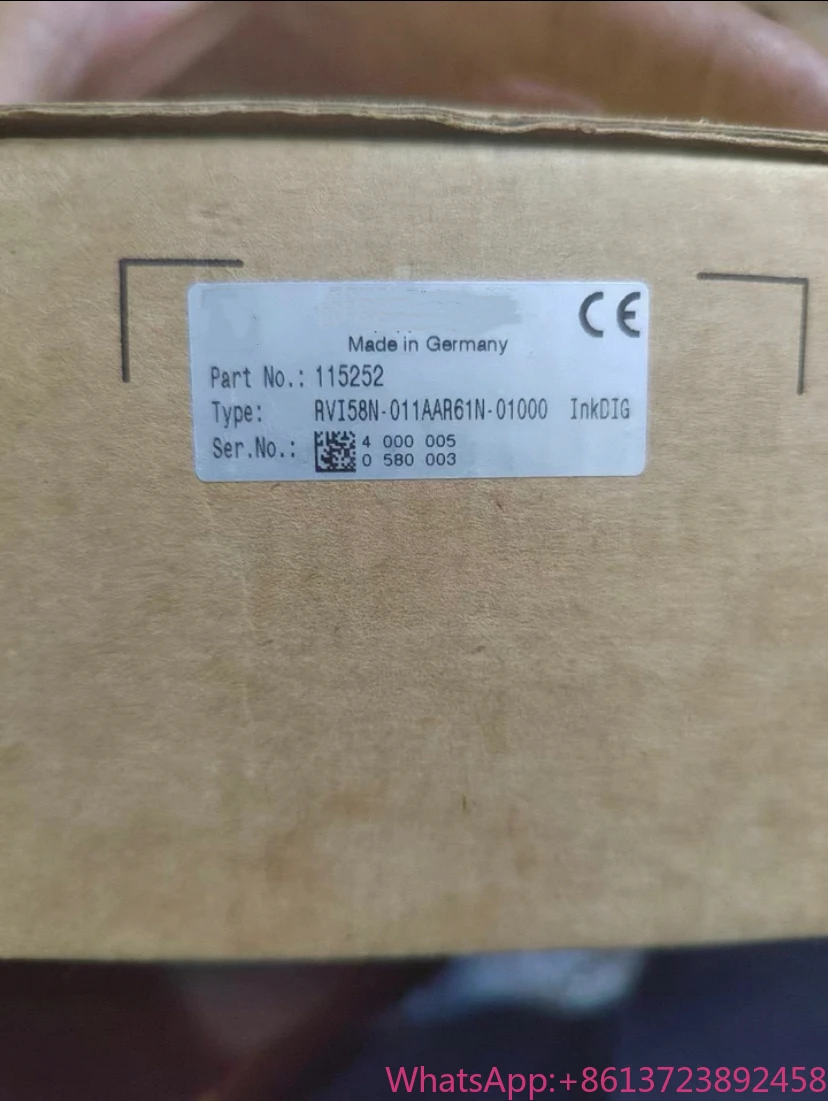 CE
Made in Germany
Part No.: 115252
Type: RVI58N-011AAR61N-01000 InkDIG
Ser.No.: 4 000 005
0 580 003
WhatsApp:+8613723892458